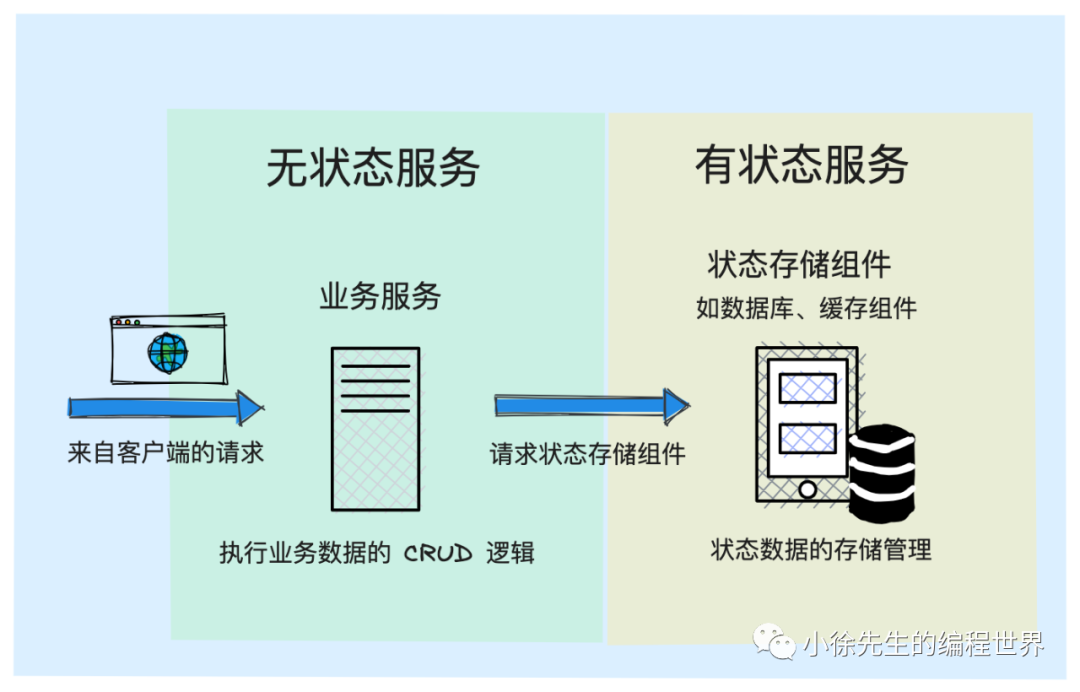 无状态服务
有状态服务
业务服务
状态存储组件
如数据库、缓存组件
来自客户端的请求
请求状态存储组件
执行业务数据的 CRUD 逻辑
状态数据的存储管理
小徐先生的编程世界